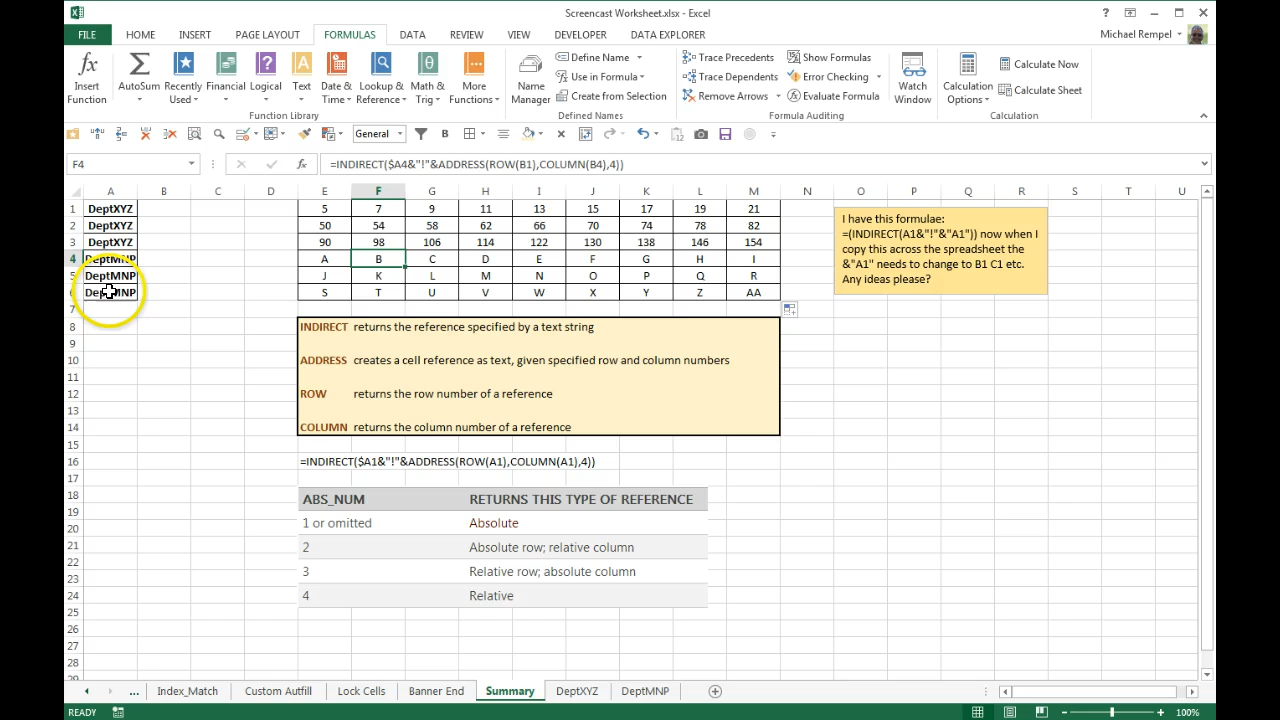 Screencast Worksheet.xlsx - Excel
FILE HOME INSERT PAGE LAYOUT FORMULAS DATA REVIEW VIEW DEVELOPER DATA EXPLORER Michael Rempel
Insert Function
AutoSum
Recently Used
Financial
Logical
Text
Date & Time
Lookup & Reference
Math & Trig
More Functions
Function Library
Name Manager
Define Name
Use in Formula
Create from Selection
Defined Names
Trace Precedents
Trace Dependents
Remove Arrows
Show Formulas
Error Checking
Evaluate Formula
Formula Auditing
Watch Window
Calculation Options
Calculate Now
Calculate Sheet
Calculation
General
F4 fx =INDIRECT($A4&"!"&ADDRESS(ROW(B1),COLUMN(B4),4))
A B C D E F G H I J K L M N O P Q R S T U
1 DeptXYZ 5 7 9 11 13 15 17 19 21
2 DeptXYZ 50 54 58 62 66 70 74 78 82
3 DeptXYZ 90 98 106 114 122 130 138 146 154
4 DeptMNP A B C D E F G H I
5 DeptMNP J K L M N O P Q R
6 DeptMNP S T U V W X Y Z AA
I have this formulae:
=(INDIRECT(A1&"!"&"A1")) now when I
copy this across the spreadsheet the
&"A1" needs to change to B1 C1 etc.
Any ideas please?
7
8 INDIRECT returns the reference specified by a text string
9
10 ADDRESS creates a cell reference as text, given specified row and column numbers
11
12 ROW returns the row number of a reference
13
14 COLUMN returns the column number of a reference
15
16 =INDIRECT($A1&"!"&ADDRESS(ROW(A1),COLUMN(A1),4))
17
18 ABS_NUM RETURNS THIS TYPE OF REFERENCE
19
20 1 or omitted Absolute
21 2 Absolute row; relative column
22
23 3 Relative row; absolute column
24 4 Relative
25
26
27
28
29
... Index_Match Custom Autfill Lock Cells Banner End Summary DeptXYZ DeptMNP
READY 100%